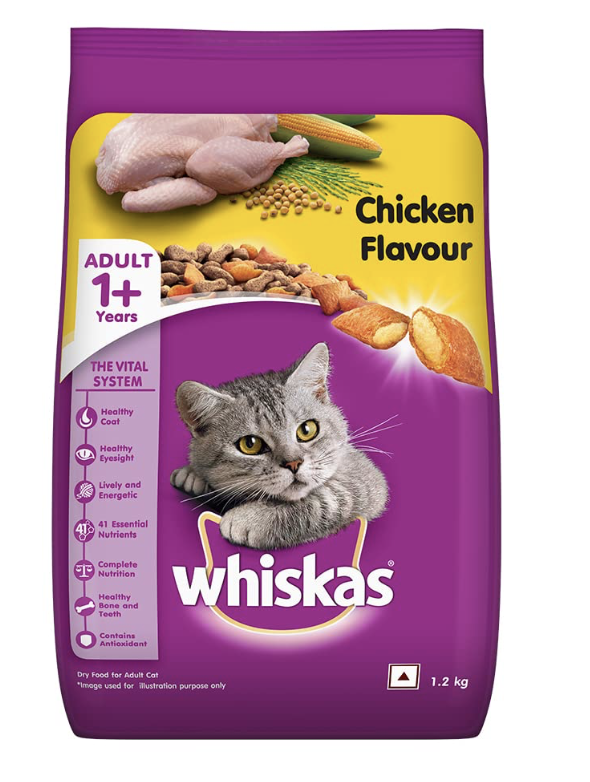 Chicken
Flavour
ADULT
1+
Years
THE VITAL
SYSTEM
Healthy
Coat
Healthy
Eyesight
Lively and
Energetic
41 41 Essential
Nutrients
Complete
Nutrition
Healthy
Bone and
Teeth
Contains
Antioxidant
whiskas®
Dry Food for Adult Cat
*Image used for illustration purpose only
1.2 kg